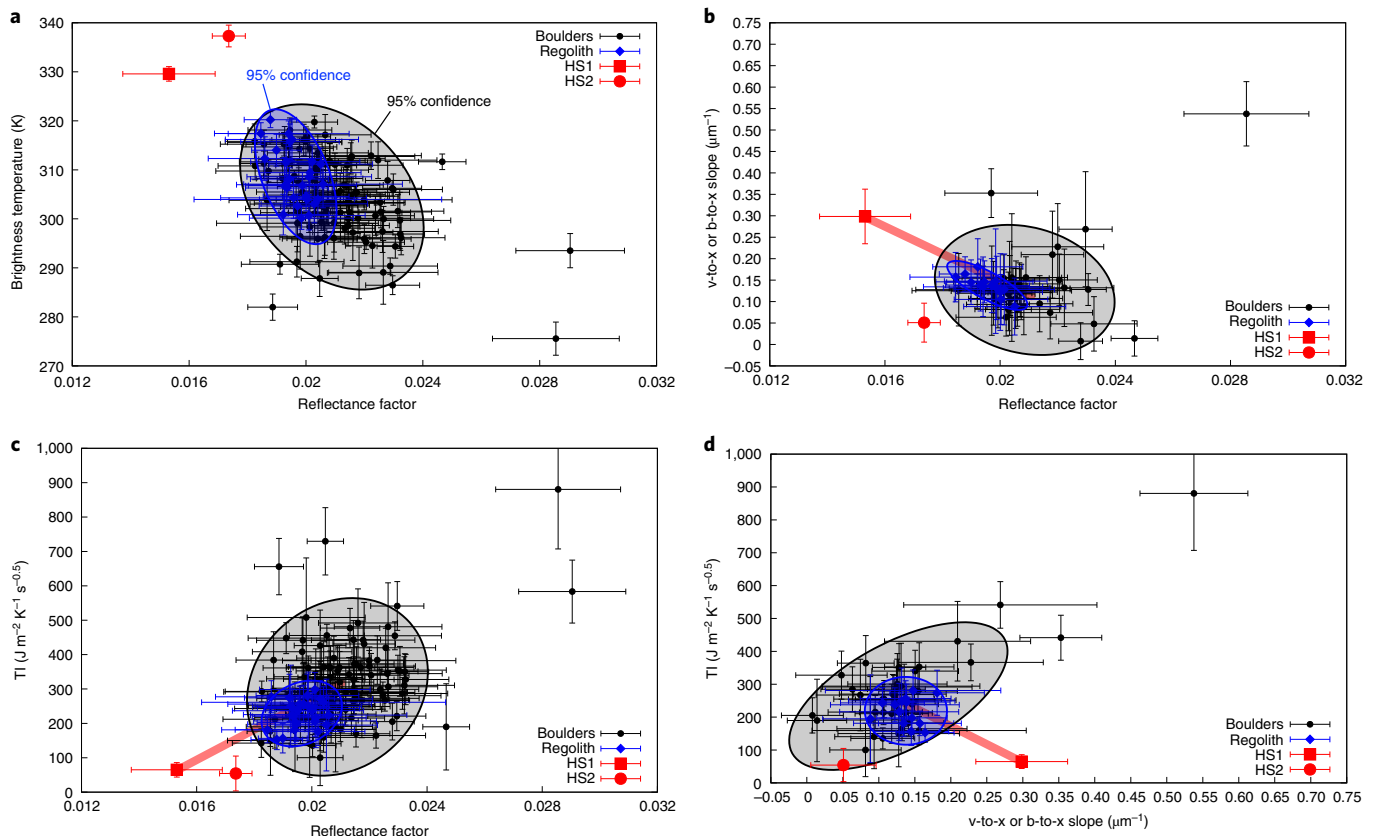 a
340
330
320
310
300
290
280
270
Brightness temperature (K)
0.012
0.016
0.02
0.024
0.028
0.032
Reflectance factor
95% confidence
95% confidence
Boulders
Regolith
HS1
HS2
b
0.75
0.70
0.65
0.60
0.55
0.50
0.45
0.40
0.35
0.30
0.25
0.20
0.15
0.10
0.05
0
–0.05
v-to-x or b-to-x slope (μm⁻¹)
0.012
0.016
0.02
0.024
0.028
0.032
Reflectance factor
Boulders
Regolith
HS1
HS2
c
1,000
900
800
700
600
500
400
300
200
100
0
TI (J m⁻² K⁻¹ s⁻⁰·⁵)
0.012
0.016
0.02
0.024
0.028
0.032
Reflectance factor
Boulders
Regolith
HS1
HS2
d
1,000
900
800
700
600
500
400
300
200
100
0
TI (J m⁻² K⁻¹ s⁻⁰·⁵)
–0.05
0
0.05
0.10
0.15
0.20
0.25
0.30
0.35
0.40
0.45
0.50
0.55
0.60
0.65
0.70
0.75
v-to-x or b-to-x slope (μm⁻¹)
Boulders
Regolith
HS1
HS2